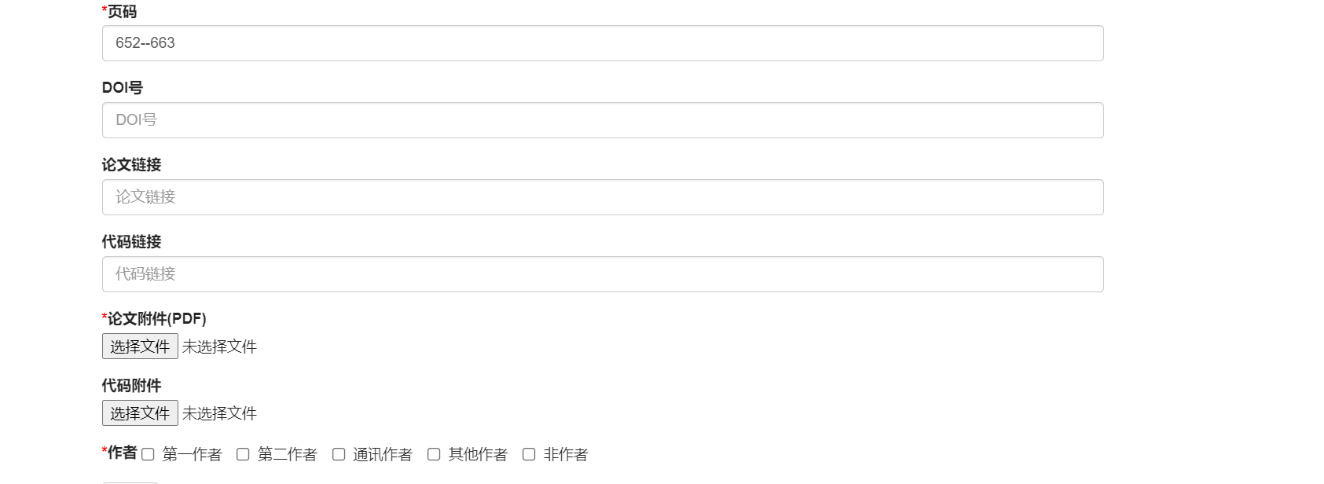 *页码
652--663
DOI号
DOI号
论文链接
论文链接
代码链接
代码链接
*论文附件(PDF)
选择文件 未选择文件
代码附件
选择文件 未选择文件
*作者 第一作者 第二作者 通讯作者 其他作者 非作者